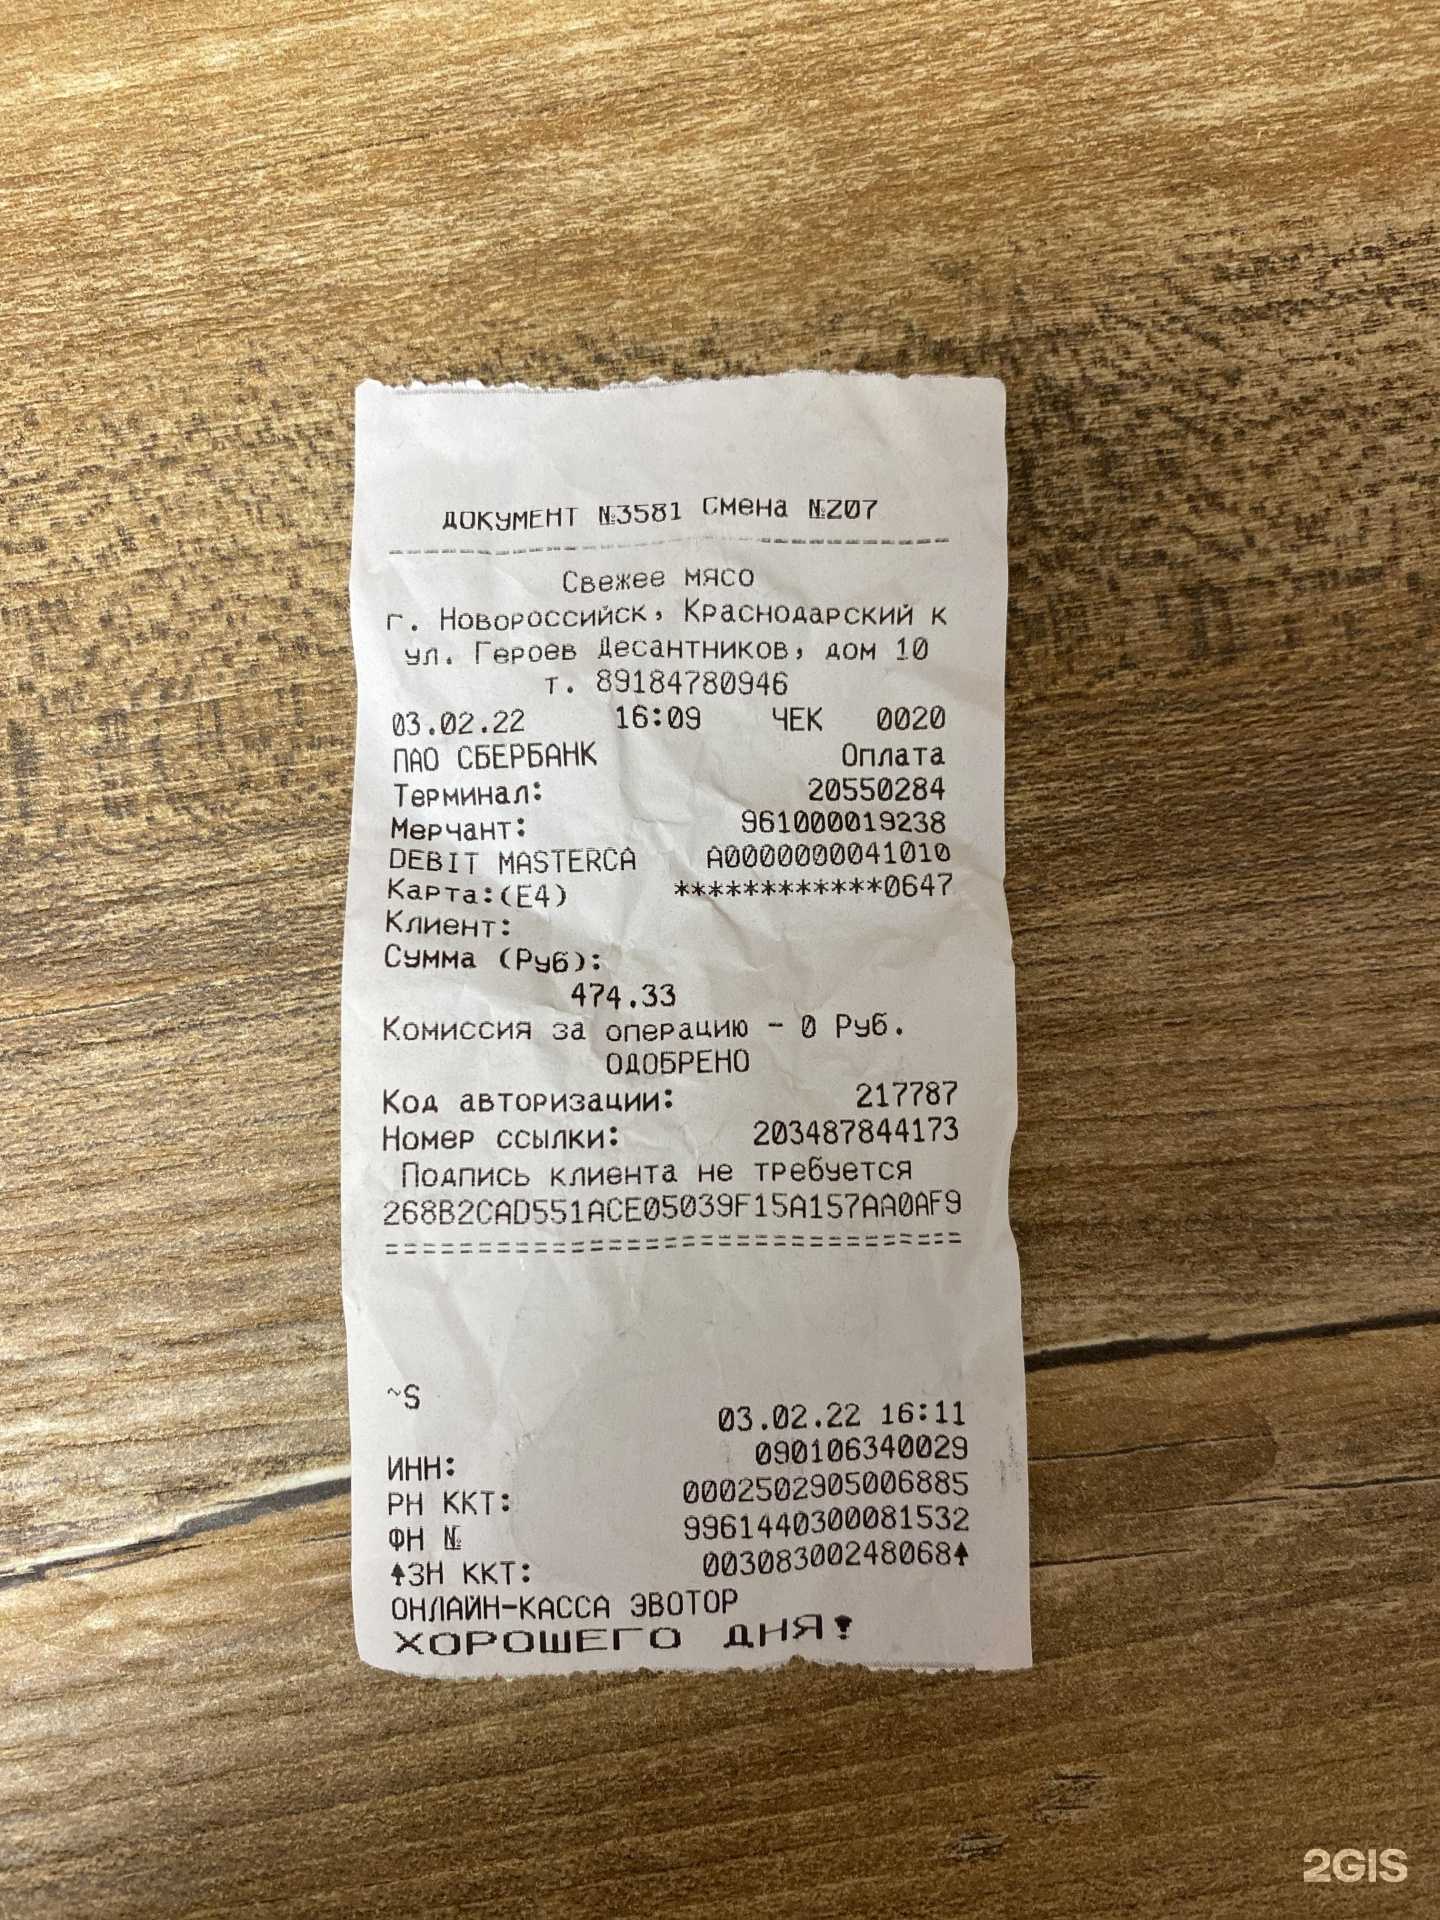 ДОКУМЕНТ №3581 Смена №207
Свежее мясо
г. Новороссийск, Краснодарский к
ул. Героев Десантников, дом 10
т. 89184780946
03.02.22 16:09 ЧЕК 0020
ПАО СБЕРБАНК Оплата
Терминал: 20550284
Мерчант: 961000019238
DEBIT MASTERCA A0000000041010
Карта:(E4) ************0647
Клиент:
Сумма (Руб):
474.33
Комиссия за операцию - 0 Руб.
ОДОБРЕНО
Код авторизации: 217787
Номер ссылки: 203487844173
Подпись клиента не требуется
268B2CAD551ACE05039F15A157AA0AF9
================================
~S
03.02.22 16:11
ИНН: 090106340029
РН ККТ: 0002502905006885
ФН № 9961440300081532
↑ЗН ККТ: 00308300248068↑
ОНЛАЙН-КАССА ЭВОТОР
ХОРОШЕГО ДНЯ!
2GIS